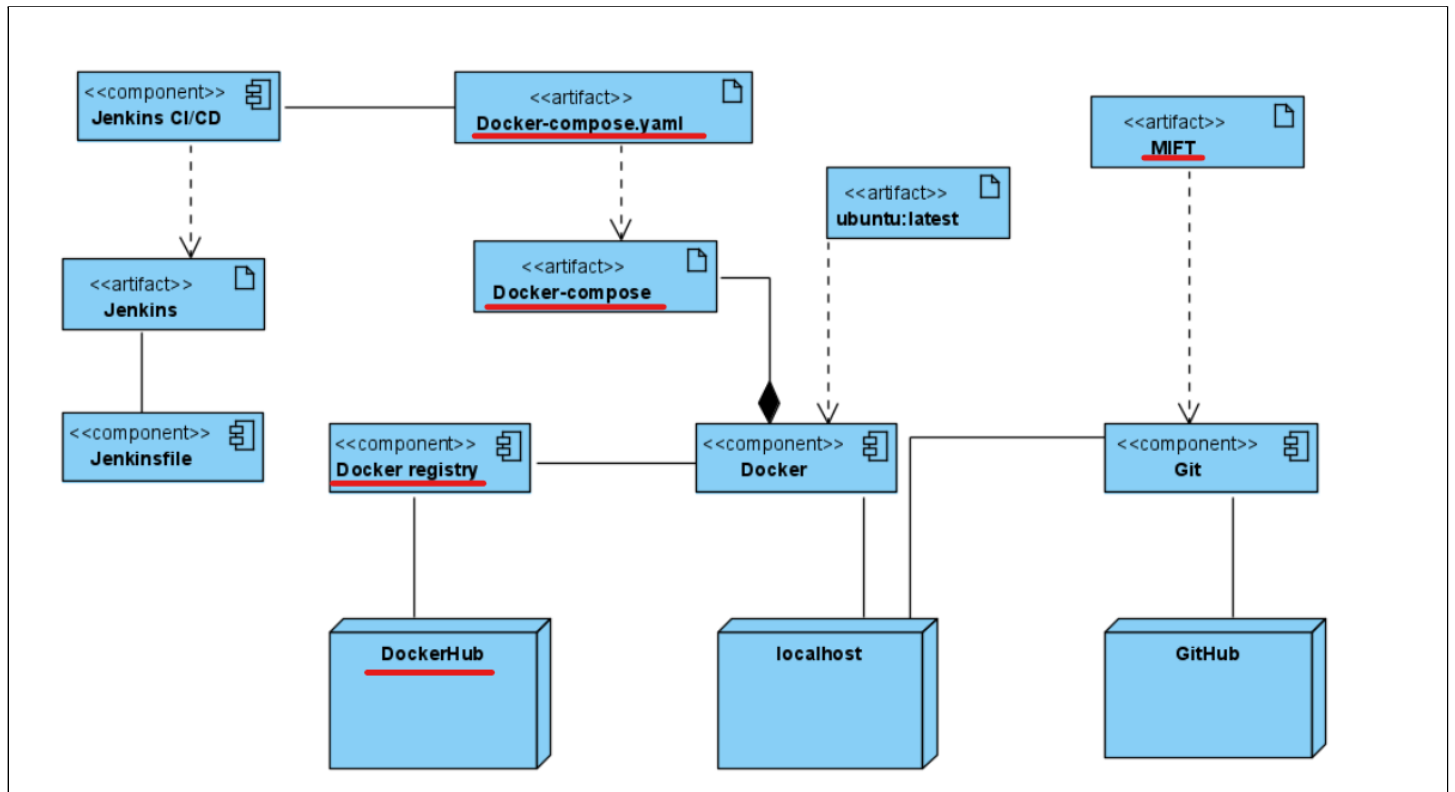 <<component>>
Jenkins CI/CD
<<artifact>>
Docker-compose.yaml
<<artifact>>
MIFT
<<artifact>>
ubuntu:latest
<<artifact>>
Jenkins
<<artifact>>
Docker-compose
<<component>>
Jenkinsfile
<<component>>
Docker registry
<<component>>
Docker
<<component>>
Git
DockerHub
localhost
GitHub